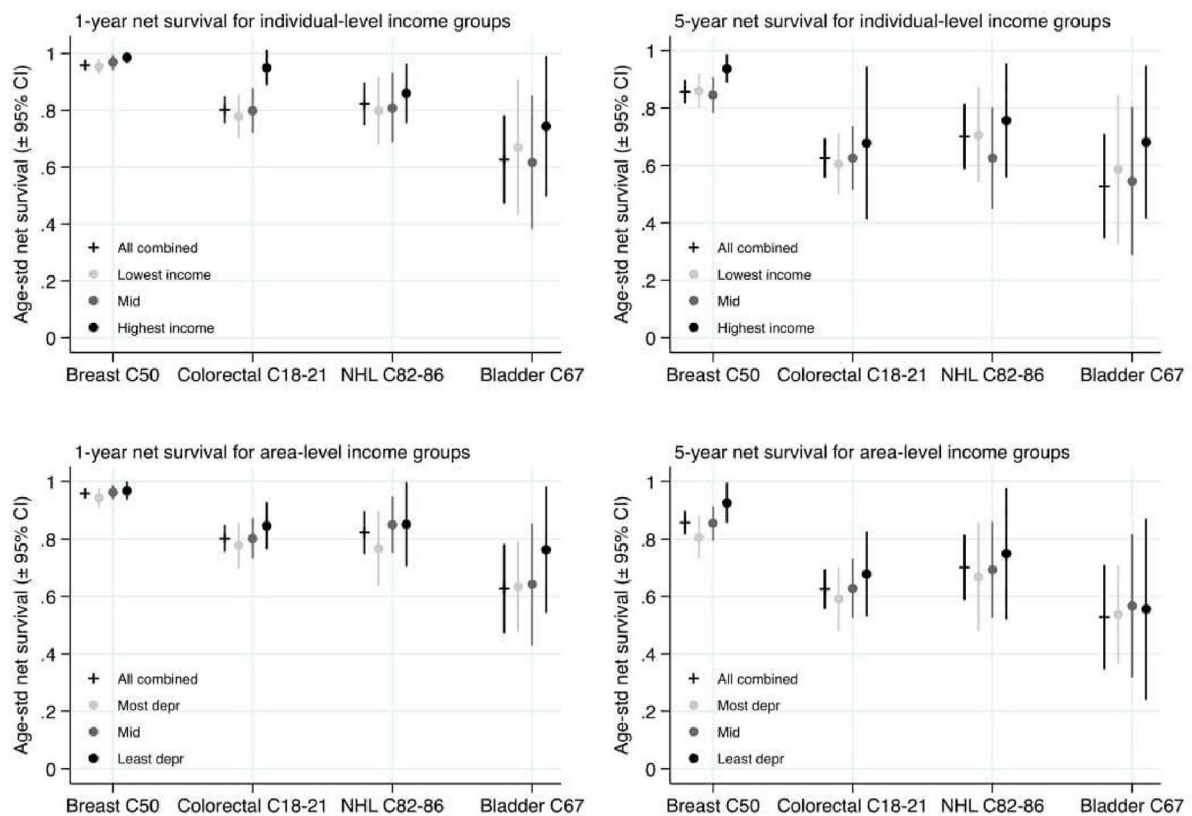 1-year net survival for individual-level income groups
Age-std net survival (± 95% CI)
1
.8
.6
.4
.2
0
All combined
Lowest income
Mid
Highest income
Breast C50 Colorectal C18-21 NHL C82-86 Bladder C67
5-year net survival for individual-level income groups
Age-std net survival (± 95% CI)
1
.8
.6
.4
.2
0
All combined
Lowest income
Mid
Highest income
Breast C50 Colorectal C18-21 NHL C82-86 Bladder C67
1-year net survival for area-level income groups
Age-std net survival (± 95% CI)
1
.8
.6
.4
.2
0
All combined
Most depr
Mid
Least depr
Breast C50 Colorectal C18-21 NHL C82-86 Bladder C67
5-year net survival for area-level income groups
Age-std net survival (± 95% CI)
1
.8
.6
.4
.2
0
All combined
Most depr
Mid
Least depr
Breast C50 Colorectal C18-21 NHL C82-86 Bladder C67